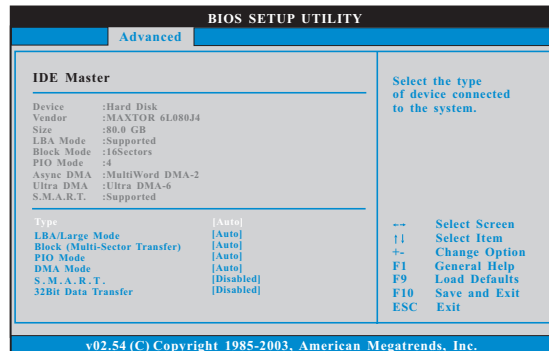 BIOS SETUP UTILITY
Advanced
IDE Master
Device :Hard Disk
Vendor :MAXTOR 6L080J4
Size :80.0 GB
LBA Mode :Supported
Block Mode :16Sectors
PIO Mode :4
Async DMA :MultiWord DMA-2
Ultra DMA :Ultra DMA-6
S.M.A.R.T. :Supported
Type [Auto]
LBA/Large Mode [Auto]
Block (Multi-Sector Transfer) [Auto]
PIO Mode [Auto]
DMA Mode [Auto]
S.M.A.R.T. [Disabled]
32Bit Data Transfer [Disabled]
Select the type
of device connected
to the system.
←→ Select Screen
↑↓ Select Item
+- Change Option
F1 General Help
F9 Load Defaults
F10 Save and Exit
ESC Exit
v02.54 (C) Copyright 1985-2003, American Megatrends, Inc.